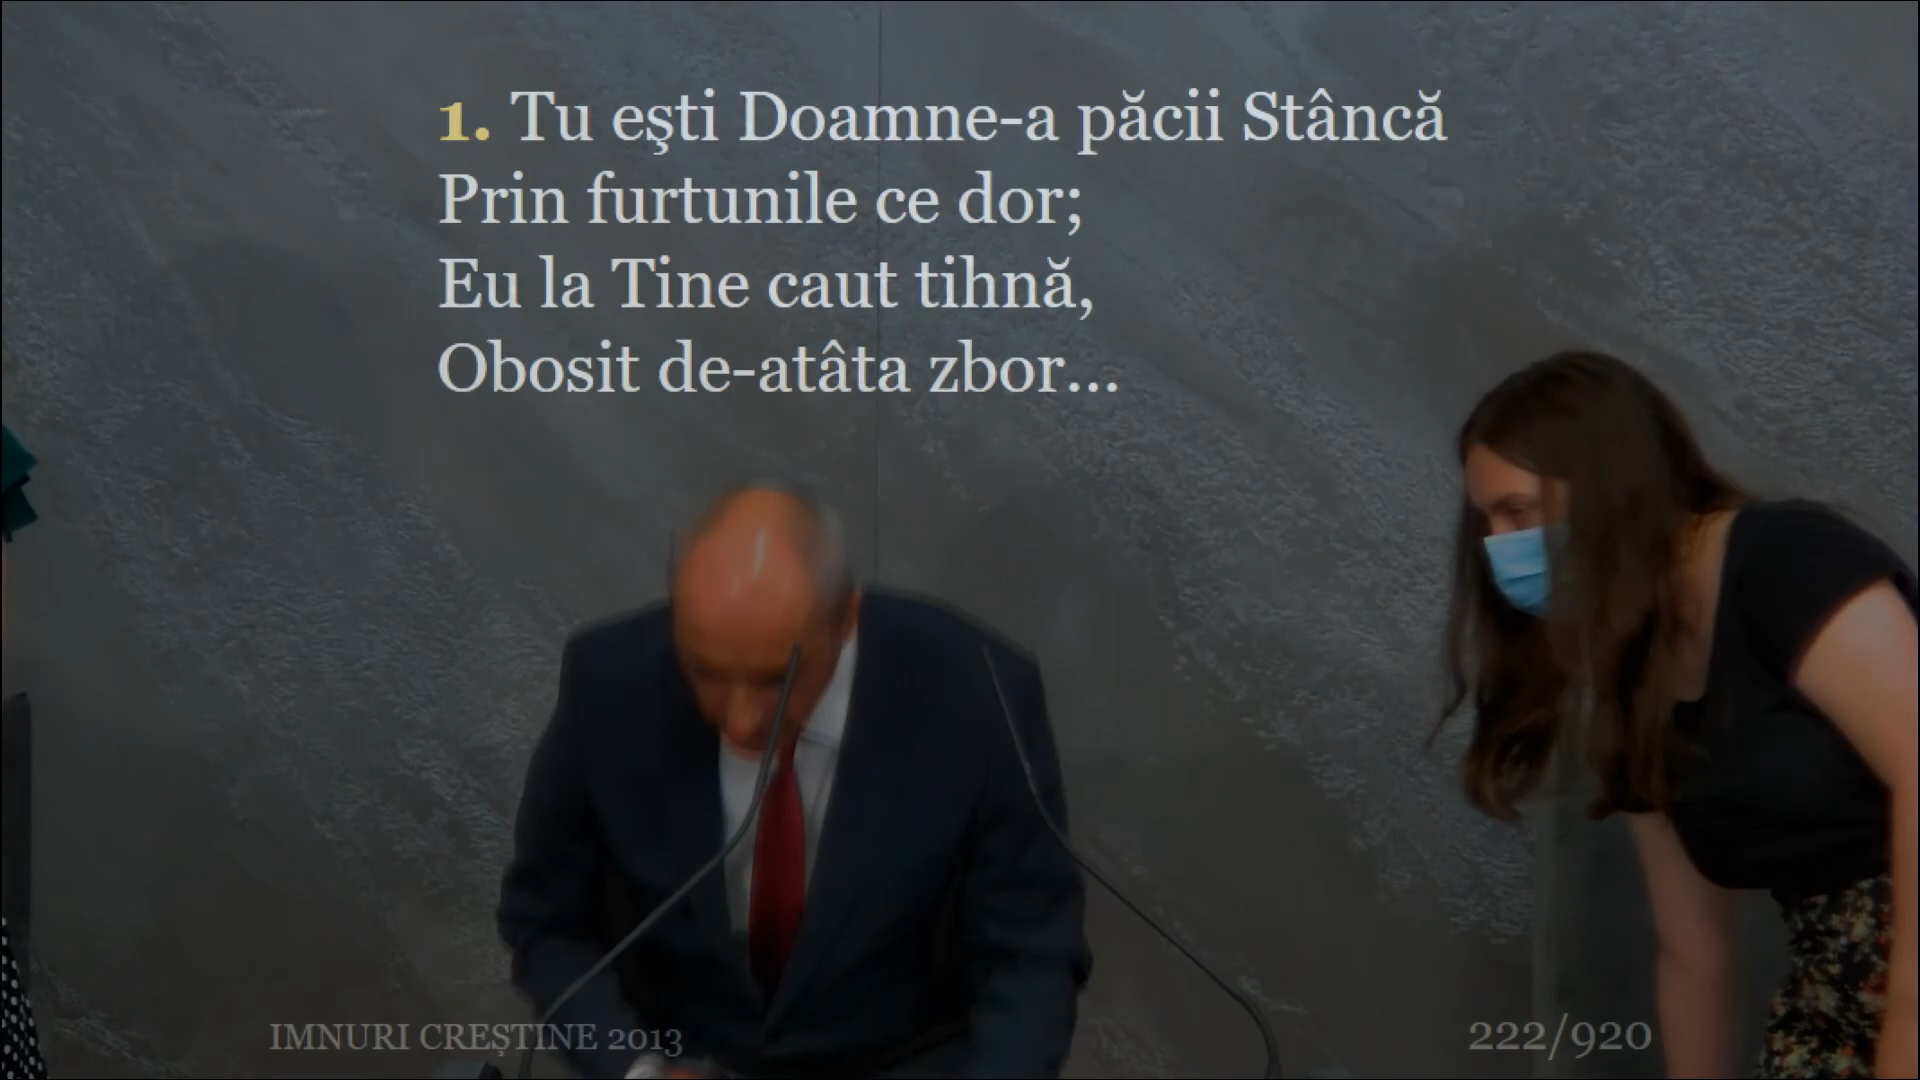 1. Tu eşti Doamne-a păcii Stâncă
Prin furtunile ce dor;
Eu la Tine caut tihnă,
Obosit de-atâta zbor...
IMNURI CREȘTINE 2013
222/920